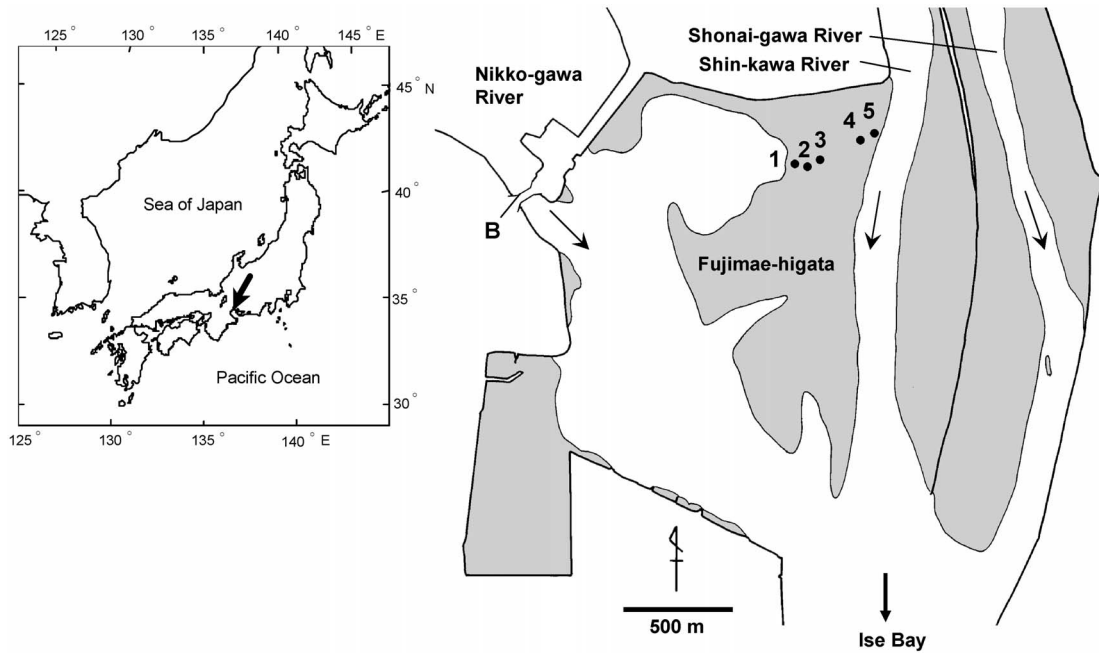 125°
130°
135°
140°
145° E
45° N
Sea of Japan
40°
35°
Pacific Ocean
30°
125°
130°
135°
140° E
Shonai-gawa River
Shin-kawa River
Nikko-gawa
River
5
4
3
2
1
B
Fujimae-higata
500 m
Ise Bay